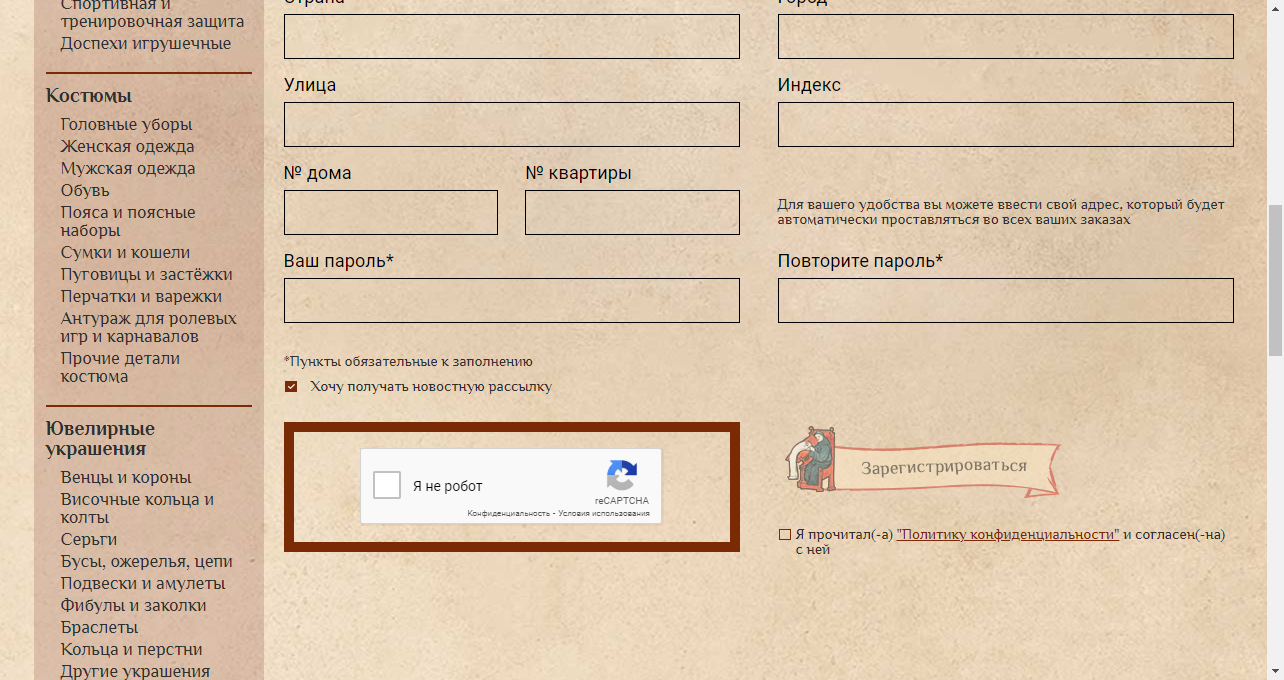 Спортивная и
тренировочная защита
Доспехи игрушечные
Костюмы
Головные уборы
Женская одежда
Мужская одежда
Обувь
Пояса и поясные
наборы
Сумки и кошели
Пуговицы и застёжки
Перчатки и варежки
Антураж для ролевых
игр и карнавалов
Прочие детали
костюма
Ювелирные
украшения
Венцы и короны
Височные кольца и
колты
Серьги
Бусы, ожерелья, цепи
Подвески и амулеты
Фибулы и заколки
Браслеты
Кольца и перстни
Другие украшения
Страна
Город
Улица
Индекс
№ дома
№ квартиры
Для вашего удобства вы можете ввести свой адрес, который будет
автоматически проставляться во всех ваших заказах
Ваш пароль*
Повторите пароль*
*Пункты обязательные к заполнению
Хочу получать новостную рассылку
Я не робот
reCAPTCHA
Конфиденциальность - Условия использования
Зарегистрироваться
Я прочитал(-а) "Политику конфиденциальности" и согласен(-на)
с ней